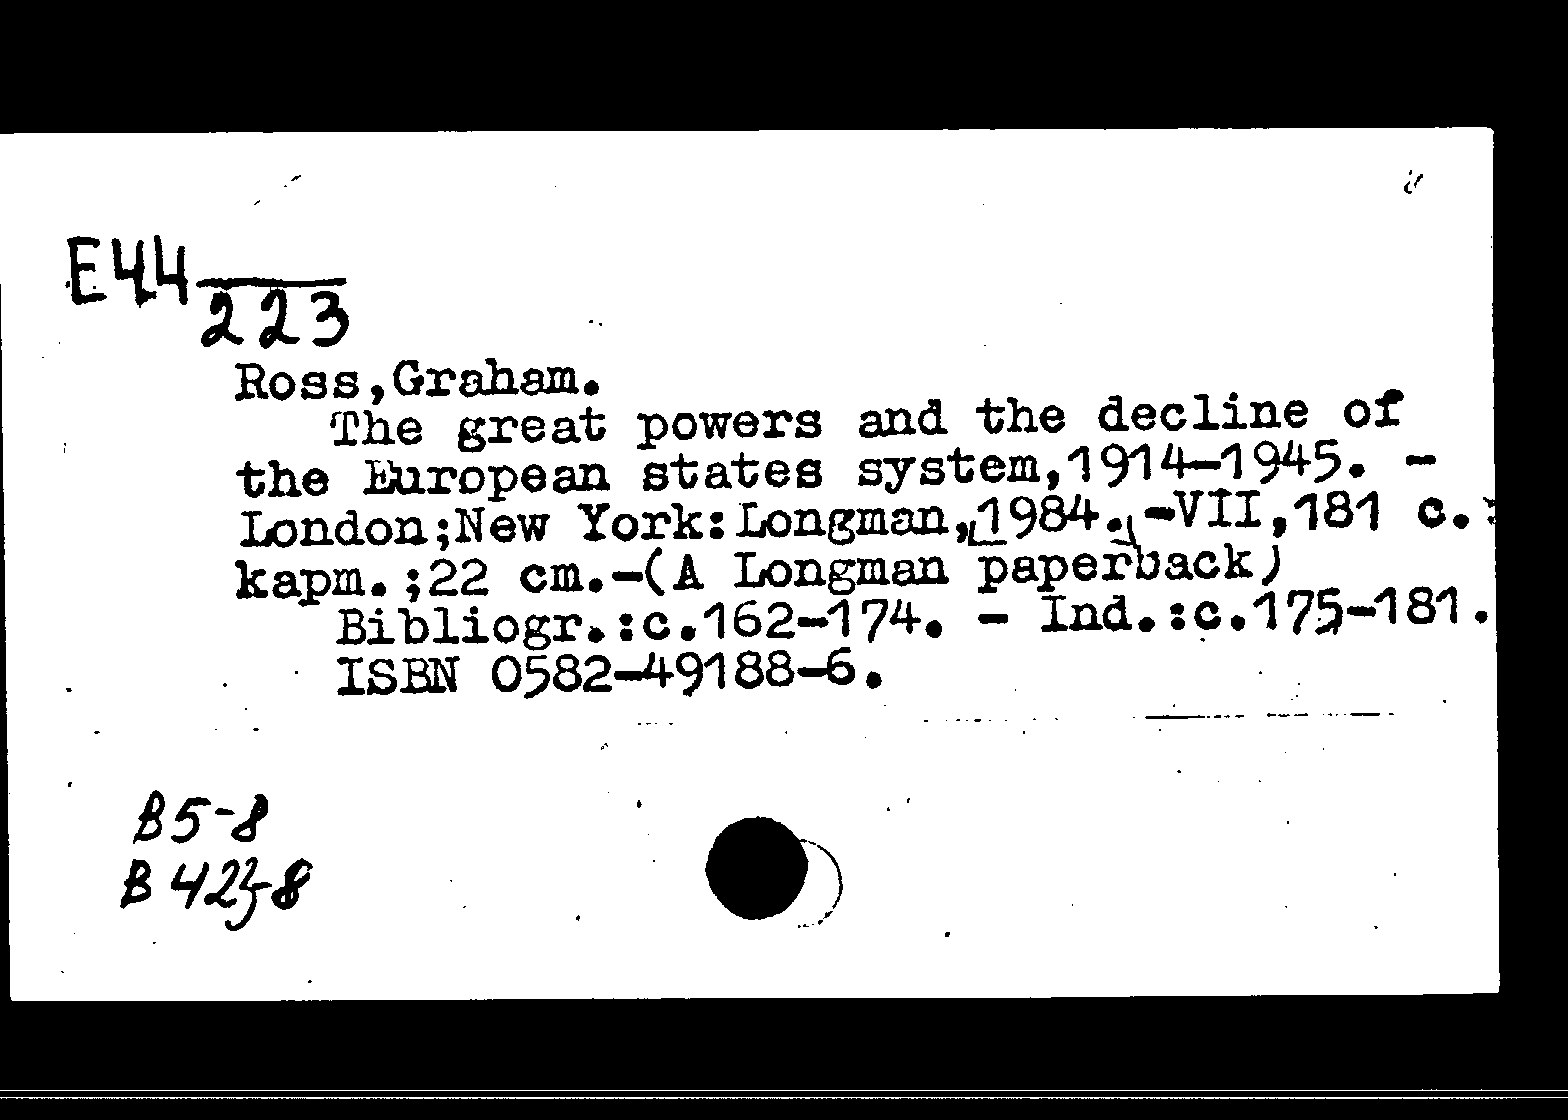 E44
223
Ross,Graham.
The great powers and the decline of
the European states system,1914-1945. -
London;New York:Longman,1984.-VII,181 c.:
карт.;22 cm.-(A Longman paperback)
Bibliogr.:c.162-174. - Ind.:c.175-181.
ISBN 0582-49188-6.
B5-8
B 423-8